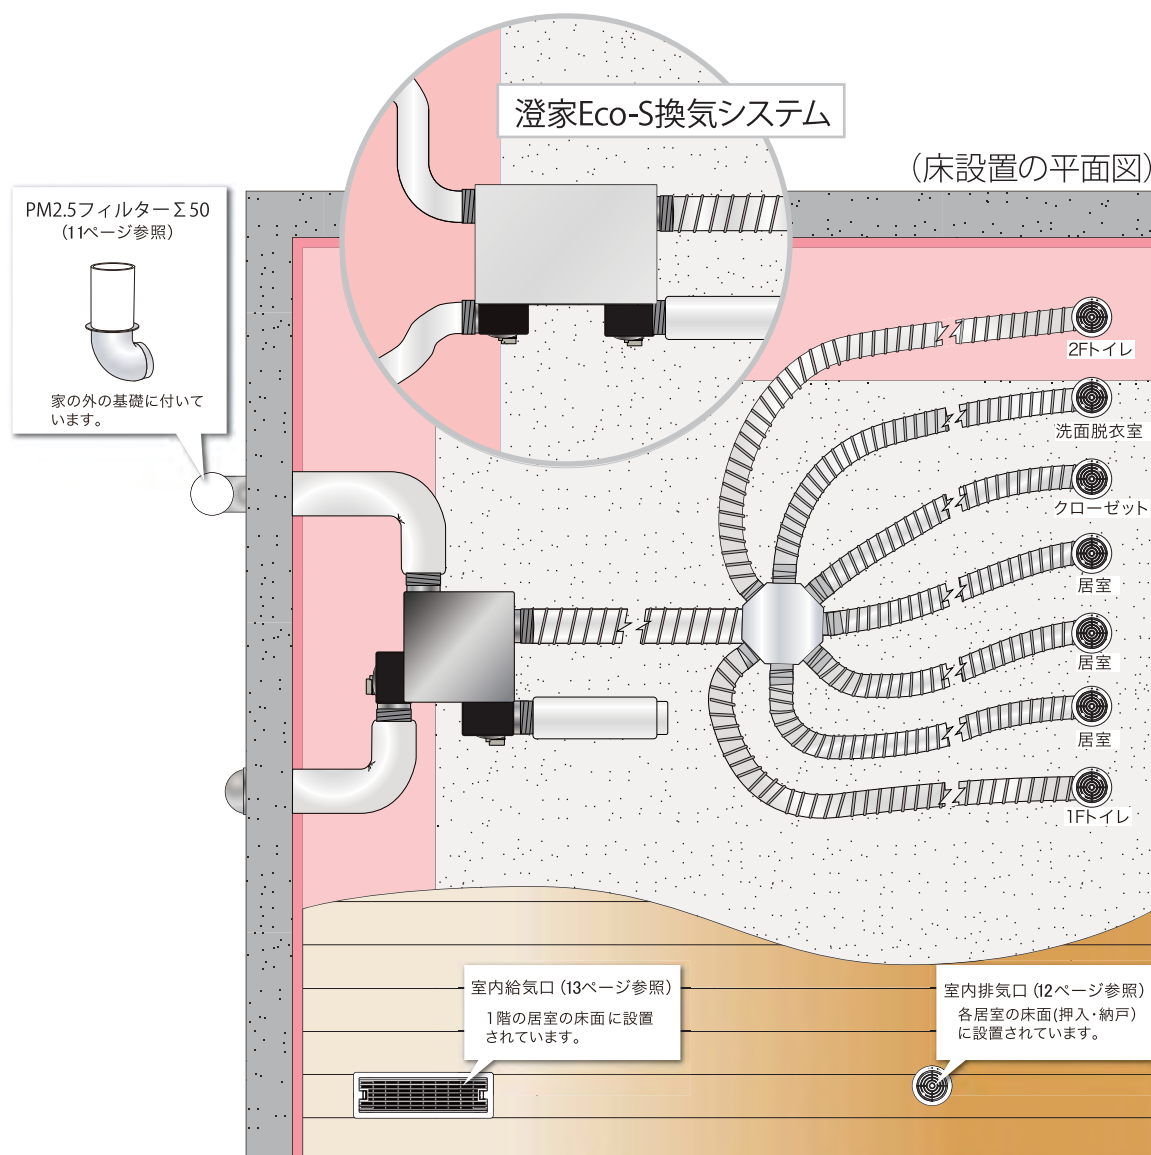 澄家Eco-S換気システム
(床設置の平面図)
PM2.5フィルターΣ50
(11ページ参照)
家の外の基礎に付いて
います。
2Fトイレ
洗面脱衣室
クローゼット
居室
居室
居室
1Fトイレ
室内給気口 (13ページ参照)
1階の居室の床面に設置
されています。
室内排気口 (12ページ参照)
各居室の床面(押入・納戸)
に設置されています。